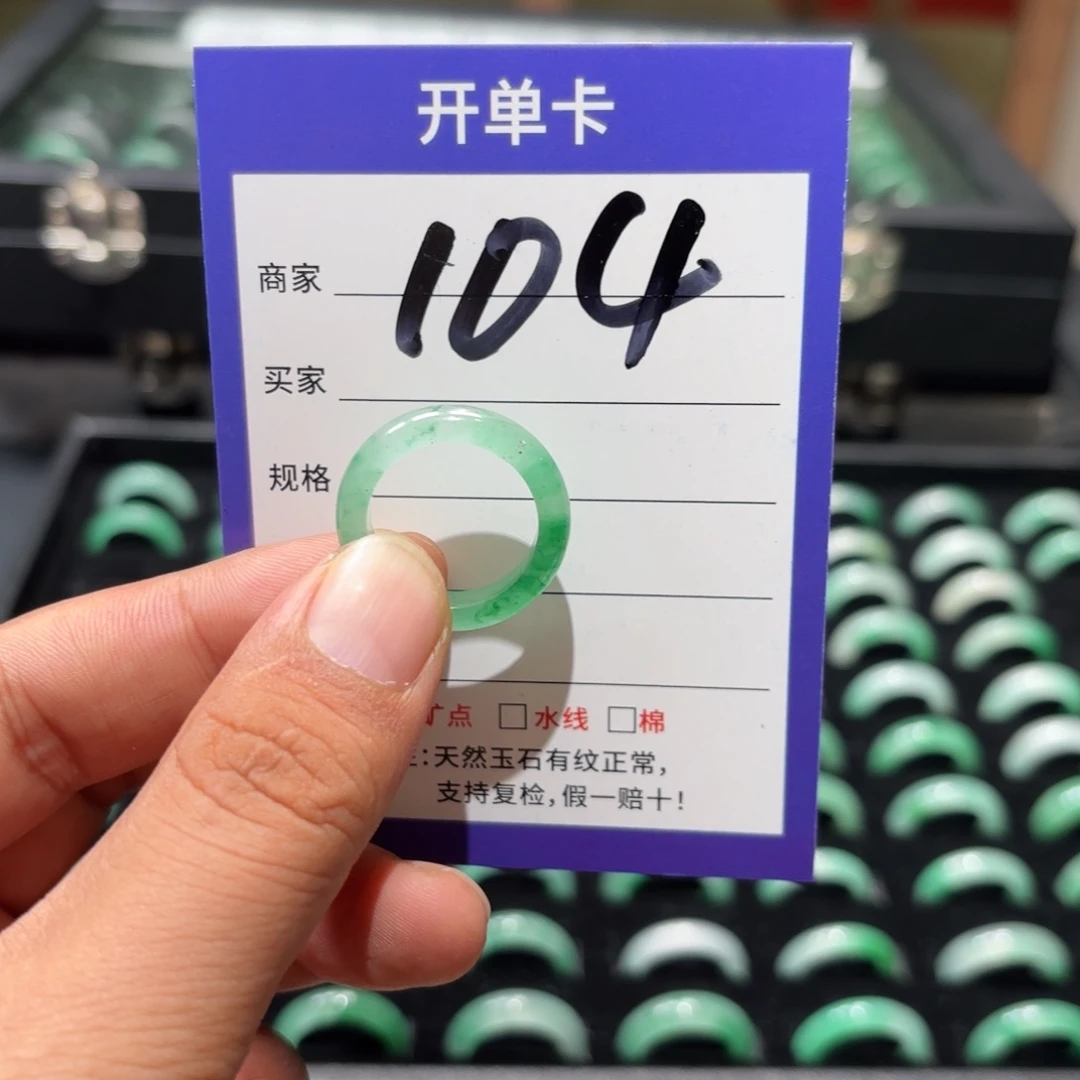 开单卡
商家 104
买家
规格
矿点 □水线 □棉
：天然玉石有纹正常，
支持复检，假一赔十！